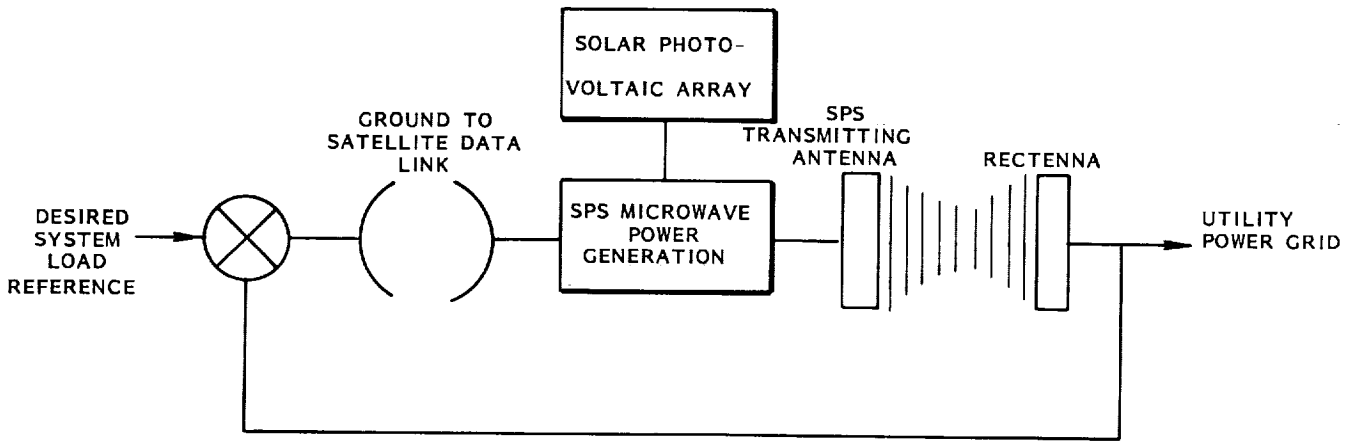 SOLAR PHOTO-
VOLTAIC ARRAY
GROUND TO
SATELLITE DATA
LINK
SPS
TRANSMITTING
ANTENNA
RECTENNA
DESIRED
SYSTEM
LOAD
REFERENCE
SPS MICROWAVE
POWER
GENERATION
UTILITY
POWER GRID